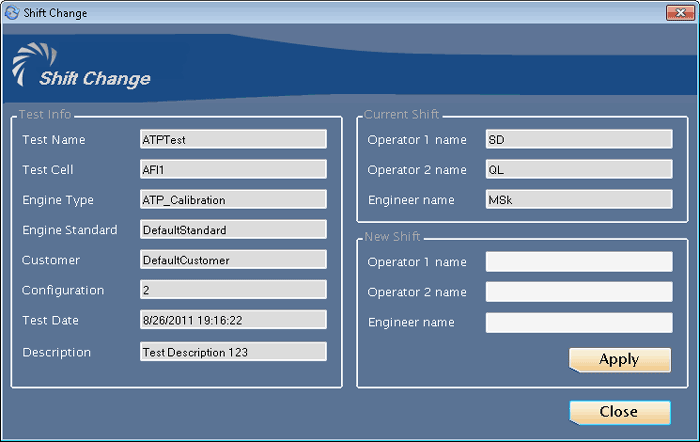 Shift Change
Shift Change
Test Info
Test Name ATPTest
Test Cell AFI1
Engine Type ATP_Calibration
Engine Standard DefaultStandard
Customer DefaultCustomer
Configuration 2
Test Date 8/26/2011 19:16:22
Description Test Description 123
Current Shift
Operator 1 name SD
Operator 2 name QL
Engineer name MSk
New Shift
Operator 1 name
Operator 2 name
Engineer name
Apply
Close